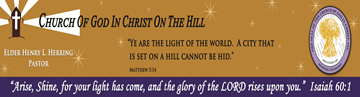 CHURCH OF GOD IN CHRIST ON THE HILL
ELDER HENRY L. HERRING
PASTOR
"YE ARE THE LIGHT OF THE WORLD. A CITY THAT
IS SET ON A HILL CANNOT BE HID."
MATTHEW 5:14
"Arise, Shine, for your light has come, and the glory of the LORD rises upon you." Isaiah 60:1